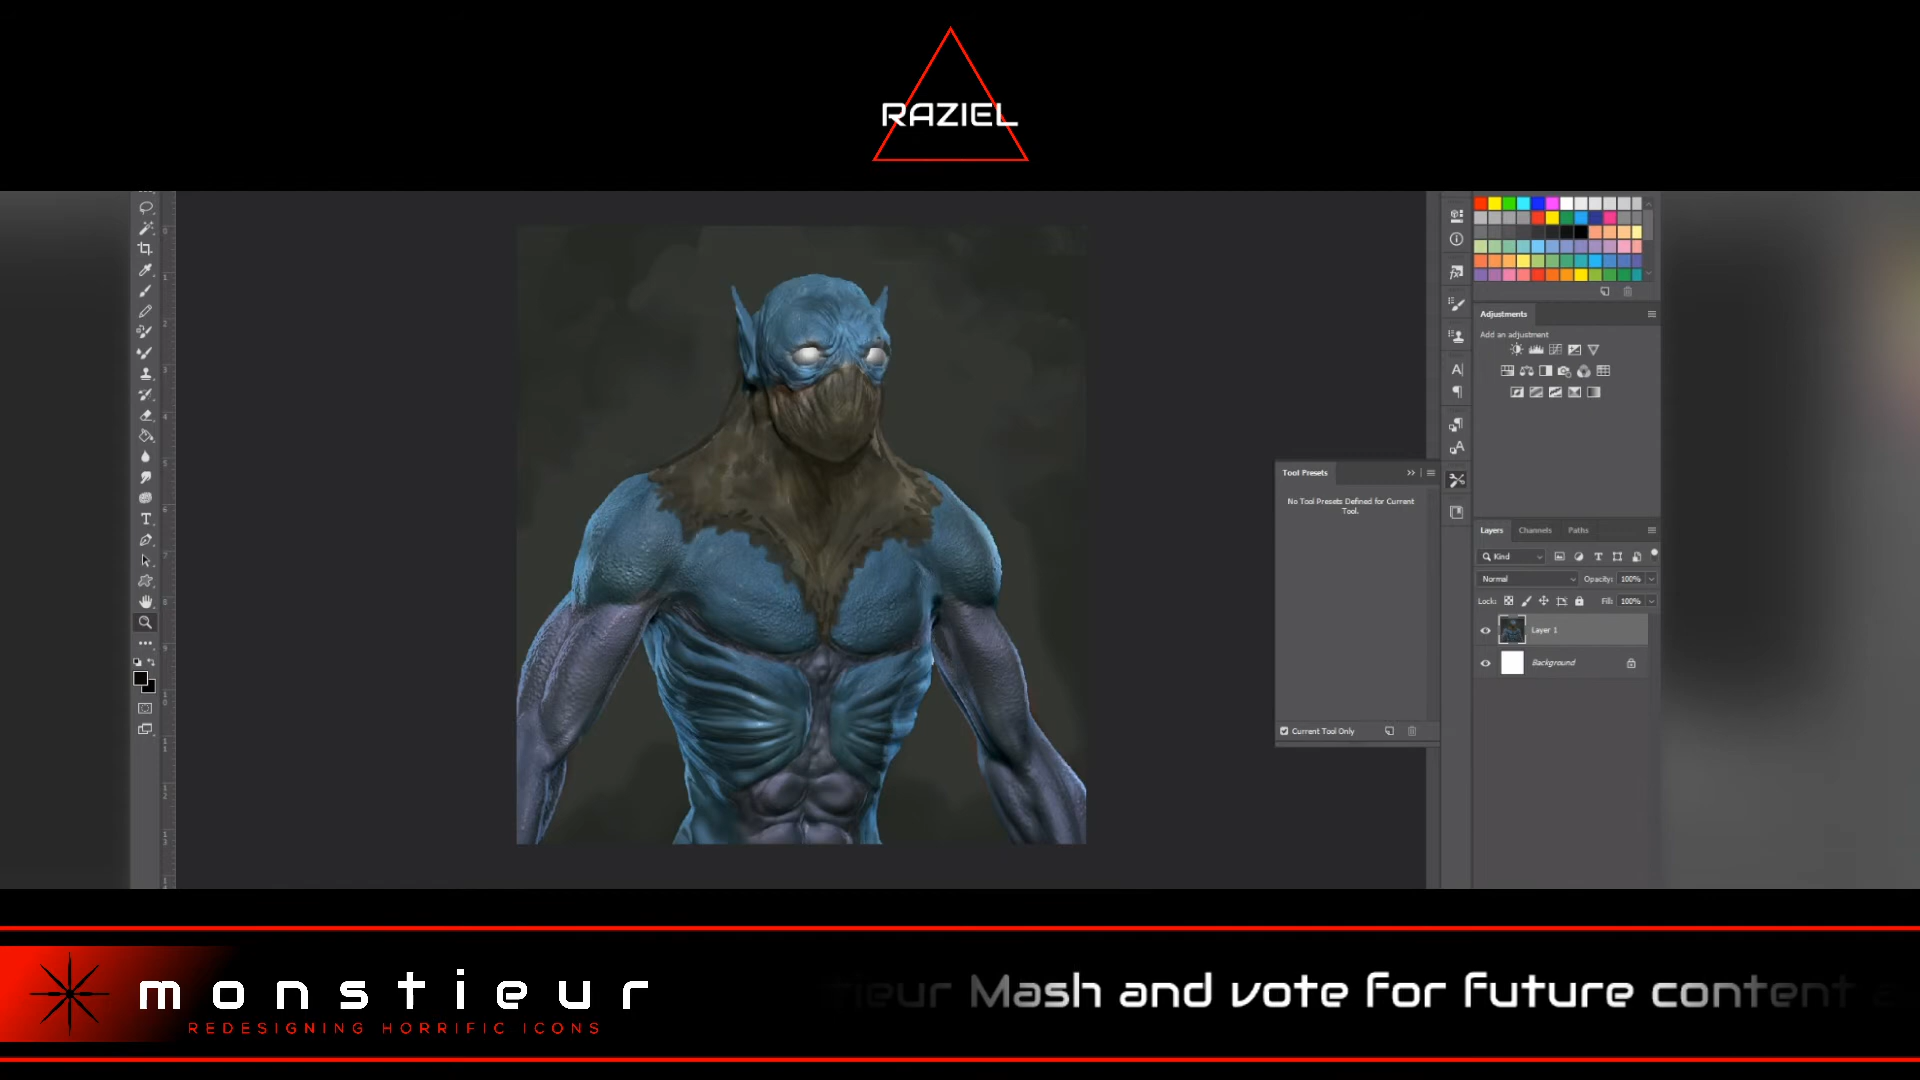 RAZIEL
Adjustments
Add an adjustment
Tool Presets
No Tool Presets Defined for Current
Tool.
Current Tool Only
Layers Channels Paths
Kind
Normal Opacity: 100%
Lock: Fill: 100%
Layer 1
Background
monstieur
REDESIGNING HORRIFIC ICONS
ieur Mash and vote for future content